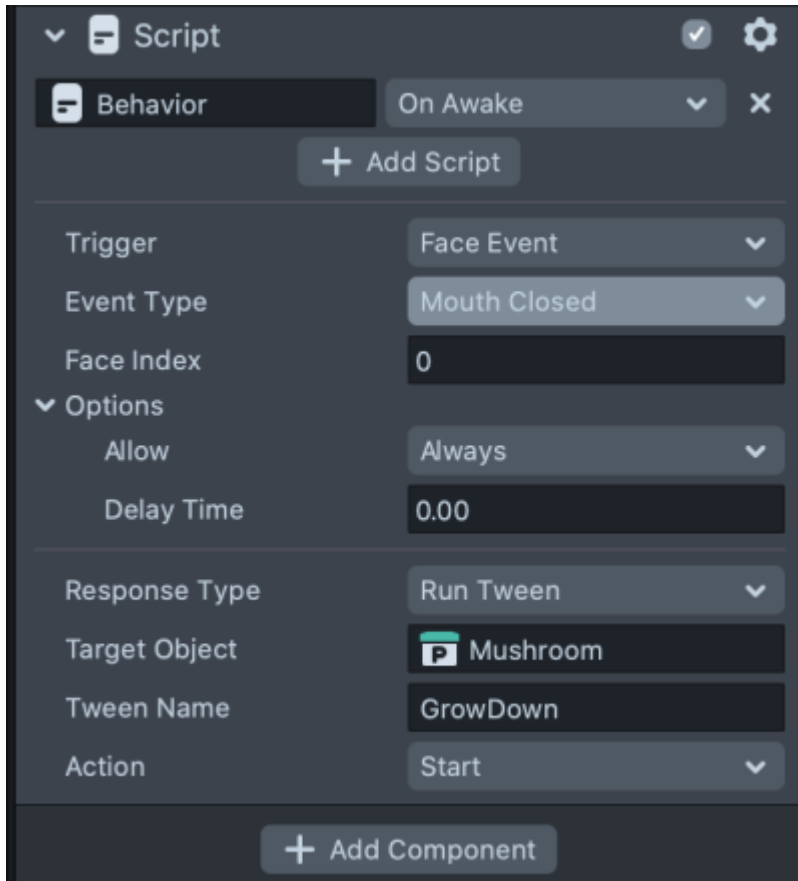 Script
Behavior On Awake
+ Add Script
Trigger Face Event
Event Type Mouth Closed
Face Index 0
Options
Allow Always
Delay Time 0.00
Response Type Run Tween
Target Object P Mushroom
Tween Name GrowDown
Action Start
+ Add Component